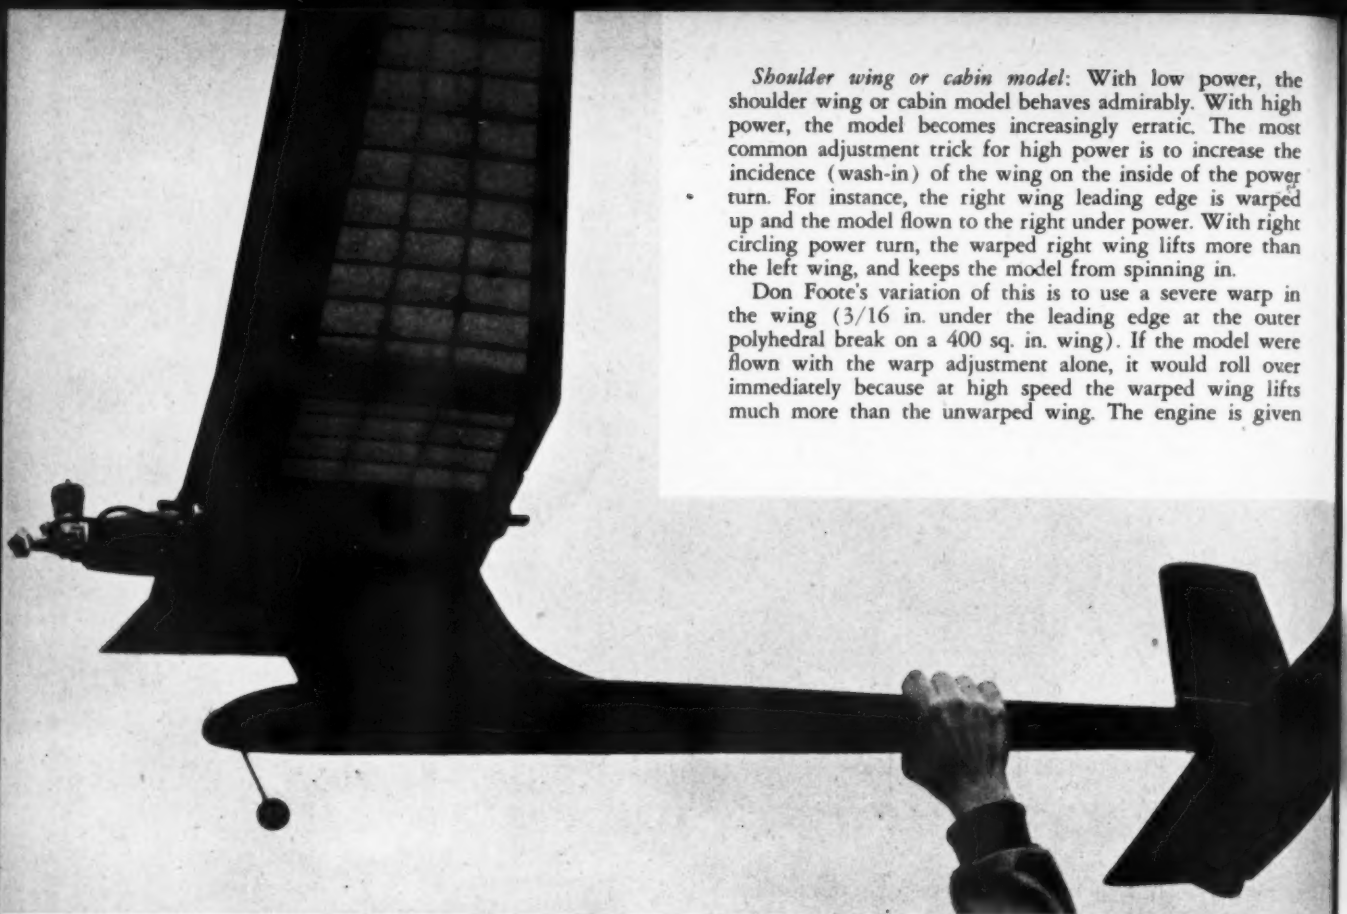 Shoulder wing or cabin model: With low power, the
shoulder wing or cabin model behaves admirably. With high
power, the model becomes increasingly erratic. The most
common adjustment trick for high power is to increase the
incidence (wash-in) of the wing on the inside of the power
turn. For instance, the right wing leading edge is warped
up and the model flown to the right under power. With right
circling power turn, the warped right wing lifts more than
the left wing, and keeps the model from spinning in.
Don Foote's variation of this is to use a severe warp in
the wing (3/16 in. under the leading edge at the outer
polyhedral break on a 400 sq. in. wing). If the model were
flown with the warp adjustment alone, it would roll over
immediately because at high speed the warped wing lifts
much more than the unwarped wing. The engine is given